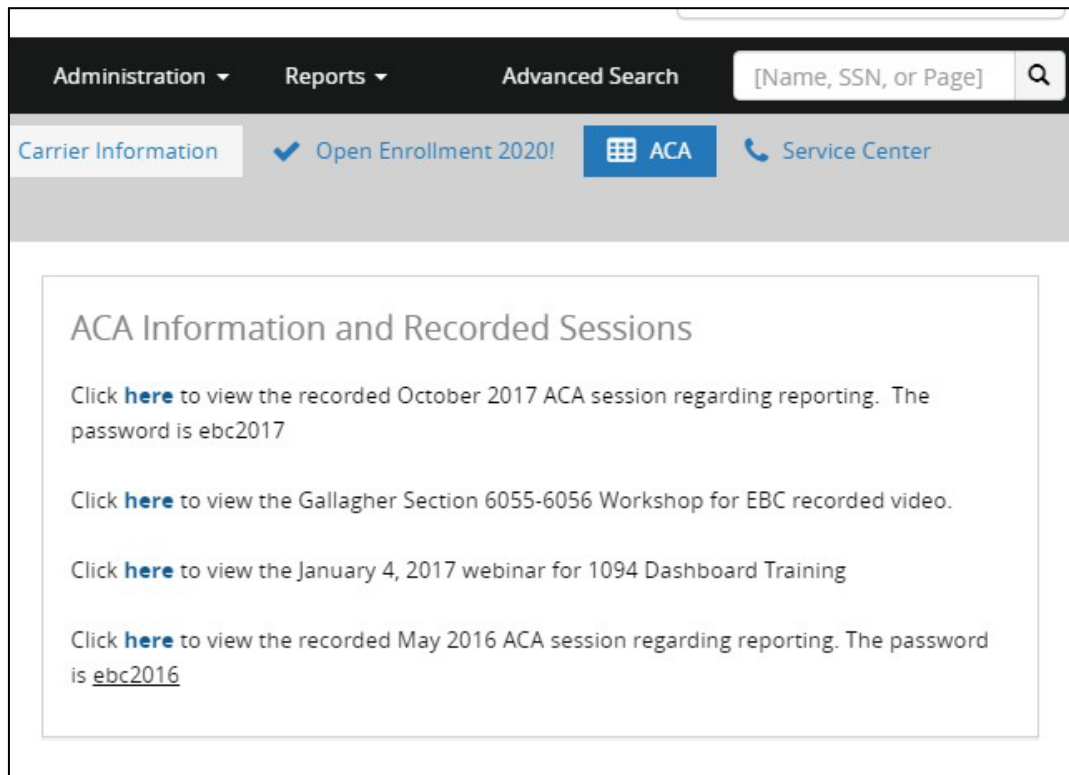 Administration Reports Advanced Search [Name, SSN, or Page]
Carrier Information Open Enrollment 2020! ACA Service Center
ACA Information and Recorded Sessions
Click here to view the recorded October 2017 ACA session regarding reporting.  The
password is ebc2017
Click here to view the Gallagher Section 6055-6056 Workshop for EBC recorded video.
Click here to view the January 4, 2017 webinar for 1094 Dashboard Training
Click here to view the recorded May 2016 ACA session regarding reporting. The password
is ebc2016